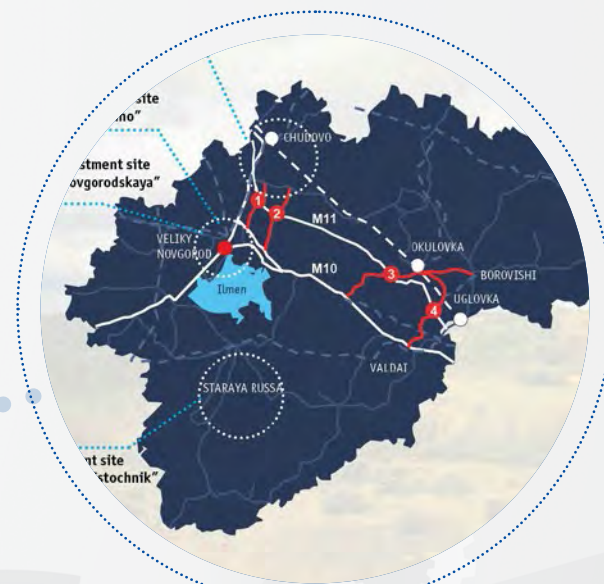 site
no"
CHUDOVO
stment site
ovgorodskaya"
1
2
M11
VELIKY
NOVGOROD
OKULOVKA
M10
3
BOROVISHI
Ilmen
UGLOVKA
4
VALDAI
STARAYA RUSSA
nt site
stochnik"